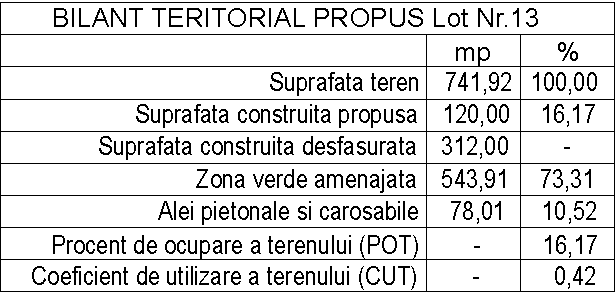 BILANT TERITORIAL PROPUS Lot Nr.13
mp %
Suprafata teren 741,92 100,00
Suprafata construita propusa 120,00 16,17
Suprafata construita desfasurata 312,00 -
Zona verde amenajata 543,91 73,31
Alei pietonale si carosabile 78,01 10,52
Procent de ocupare a terenului (POT) - 16,17
Coeficient de utilizare a terenului (CUT) - 0,42